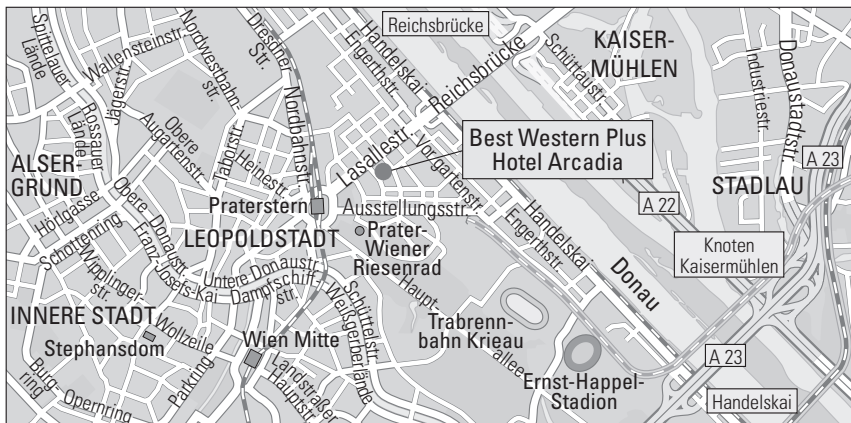 Spittelauer
Lände
Wallensteinstr.
Nordwestbahn-
str.
Dresdner
Str.
Reichsbrücke
Handelskai
Engerthstr.
Reichsbrücke
Schüttaustr.
KAISER-
MÜHLEN
Industriestr.
Donaustadtstr.
Jägerstr.
Rossauer
Lände
Obere
Augartenstr.
Taborstr.
Heinestr.
Nordbahnstr.
Lasallestr.
Vorgartenstr.
Best Western Plus
Hotel Arcadia
A 23
ALSER-
GRUND
STADLAU
A 22
Hörlgasse
Schottenring
Obere Donaustr.
Franz-Josefs-Kai
Praterstern
LEOPOLDSTADT
Ausstellungsstr.
Prater-
Wiener
Riesenrad
Engerthstr.
Handelskai
Donau
Knoten
Kaisermühlen
Wipplinger-
str.
Untere Donaustr.
Dampfschiff-
str.
Weißgerberlände
Schüttelstr.
Haupt-
allee
Trabrenn-
bahn Krieau
INNERE STADT
Stephansdom
Wollzeile
Wien Mitte
Parkring
Landstraßer
Hauptstr.
Burg-
ring
Opernring
Ernst-Happel-
Stadion
A 23
Handelskai